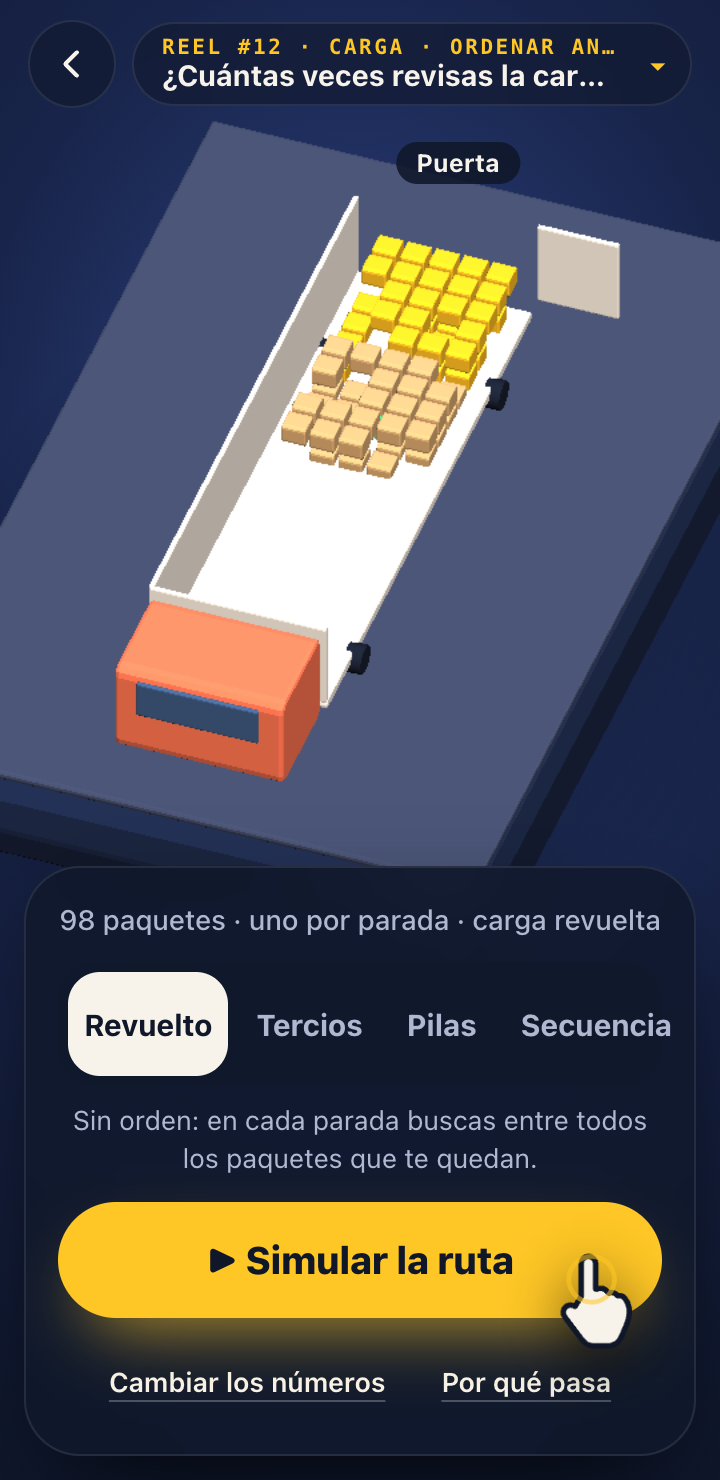 REEL #12 · CARGA · ORDENAR AN…
¿Cuántas veces revisas la car…
Puerta
98 paquetes · uno por parada · carga revuelta
Revuelto Tercios Pilas Secuencia
Sin orden: en cada parada buscas entre todos
los paquetes que te quedan.
Simular la ruta
Cambiar los números Por qué pasa